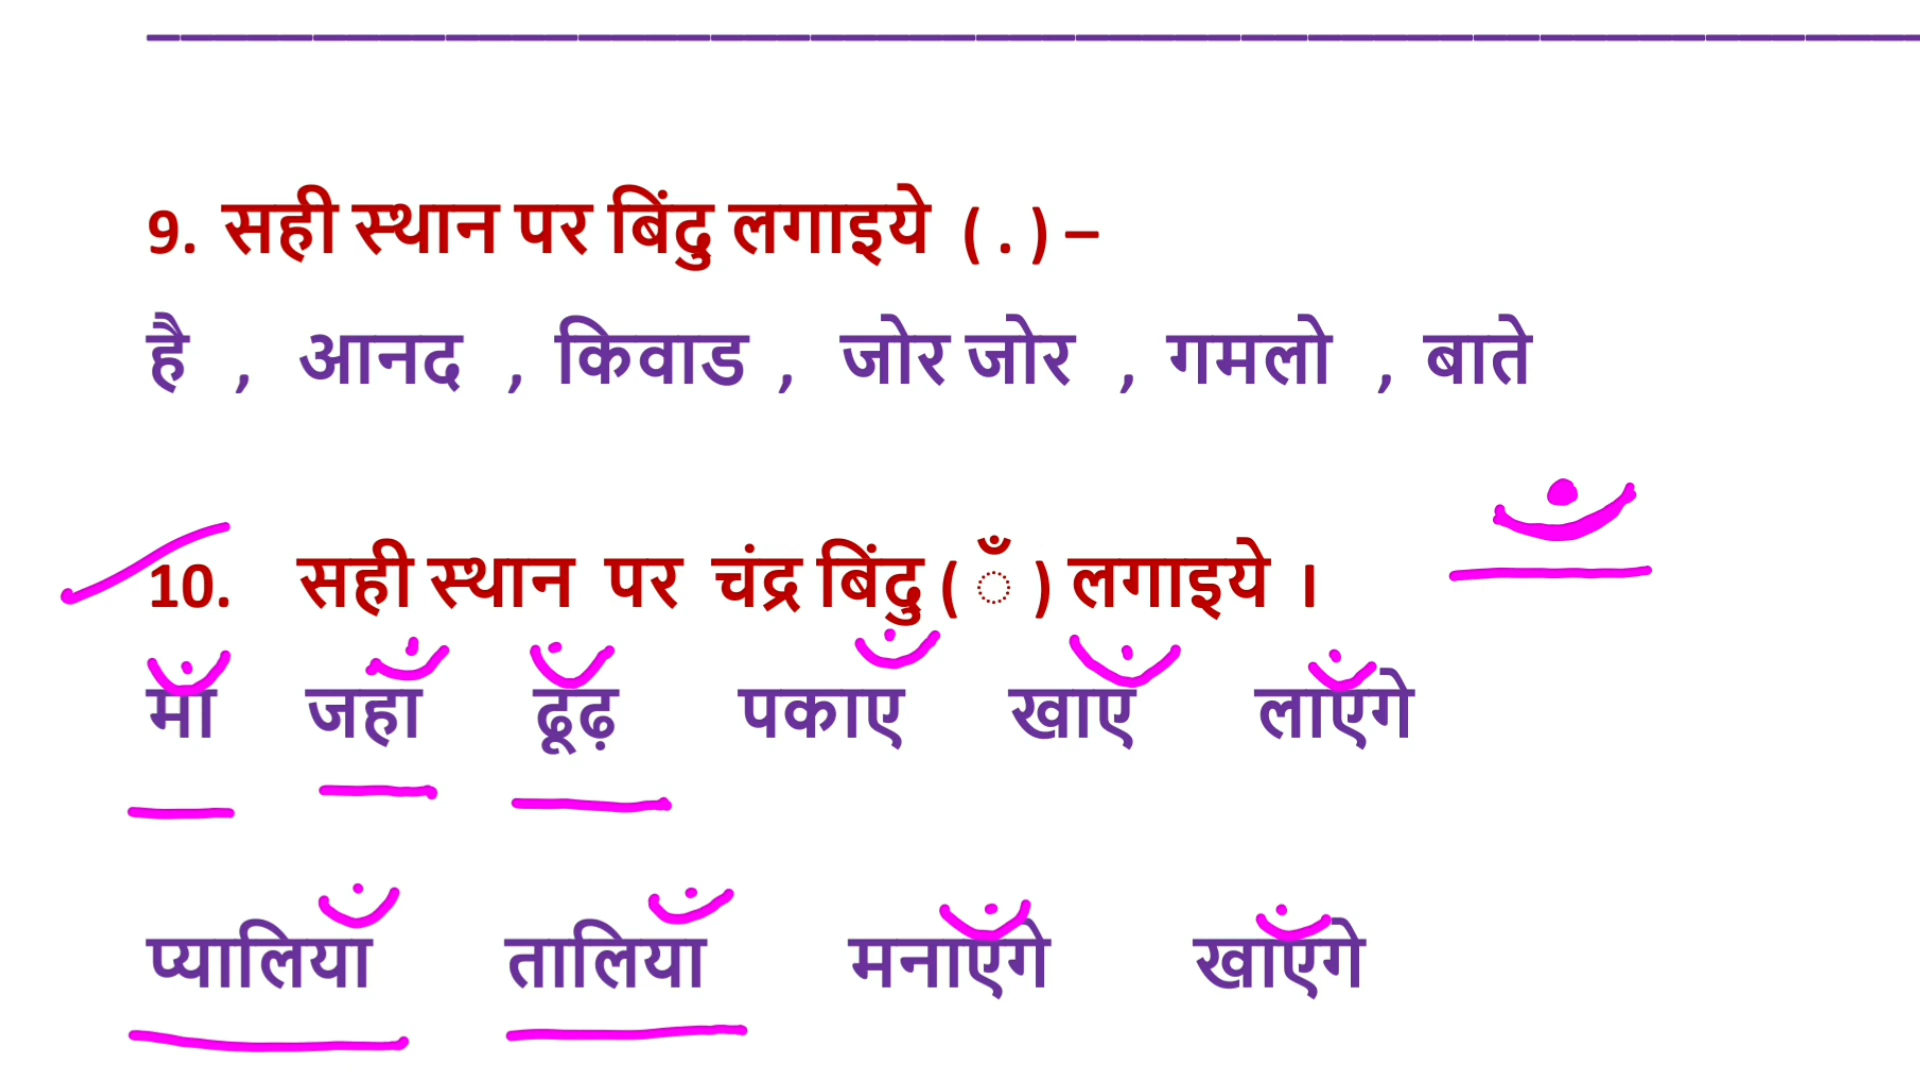 9. सही स्थान पर बिंदु लगाइये ( . ) –
है , आनद , किवाड , जोर जोर , गमलो , बाते
10. सही स्थान पर चंद्र बिंदु ( ँ ) लगाइये ।
माँ जहाँ ढूँढ़ पकाएँ खाएँ लाएँगे
प्यालियाँ तालियाँ मनाएँगे खाएँगे